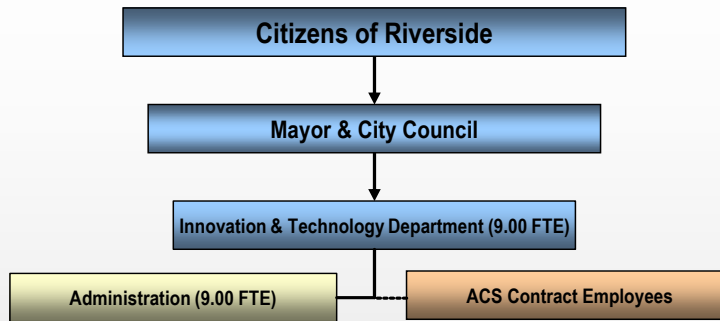 Citizens of Riverside
Mayor & City Council
Innovation & Technology Department (9.00 FTE)
Administration (9.00 FTE)
ACS Contract Employees